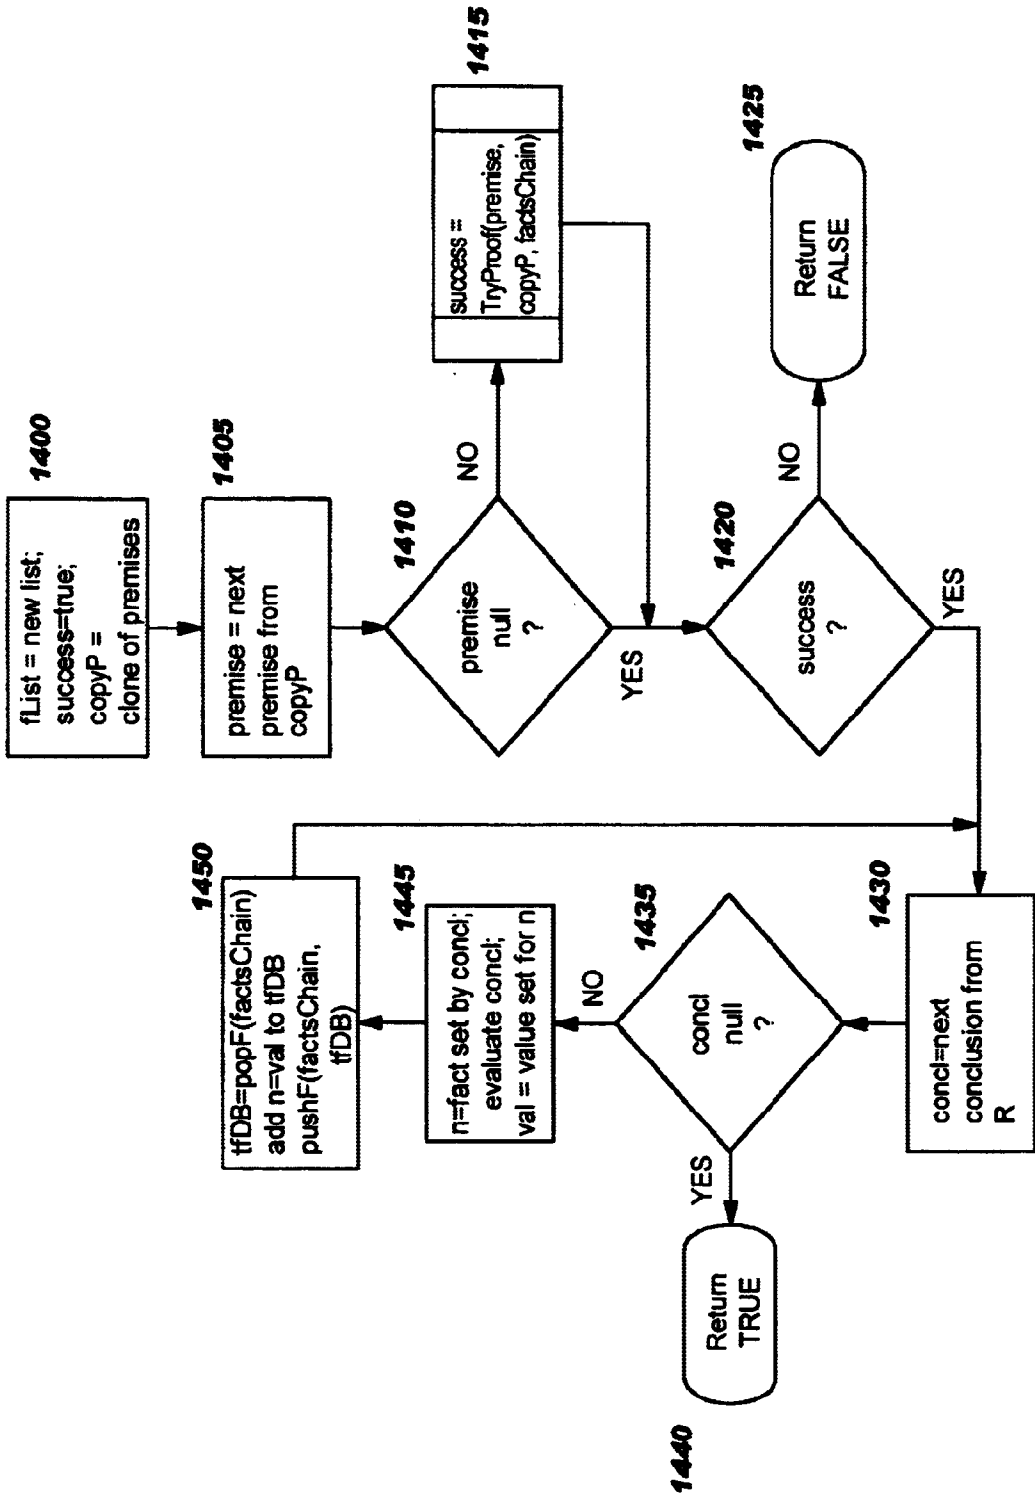 1400
fList = new list;
success=true;
copyP =
clone of premises
1405
premise = next
premise from
copyP
1410
premise
null
?
NO
YES
1415
success =
TryProof(premise,
copyP, factsChain)
1420
success
?
NO
YES
1425
Return
FALSE
1430
concl=next
conclusion from
R
1435
concl
null
?
NO
YES
1440
Return
TRUE
1445
n=fact set by concl;
evaluate concl;
val = value set for n
1450
tfDB=popF(factsChain)
add n=val to tfDB
pushF(factsChain,
tfDB)